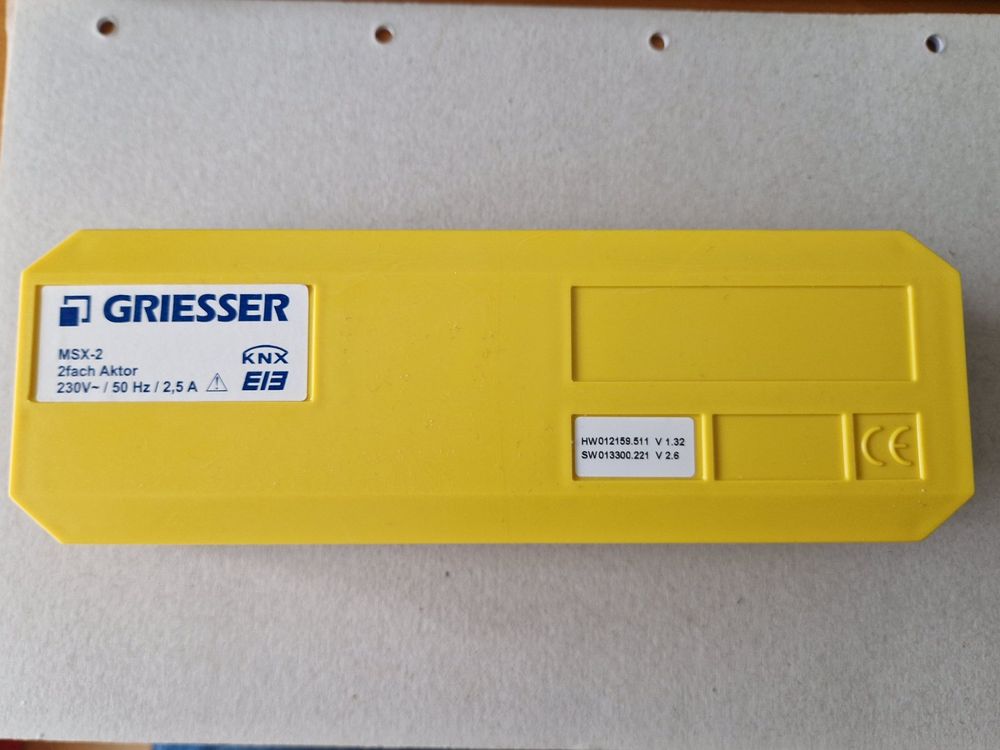 GRIESSER
MSX-2
2fach Aktor
230V~ / 50 Hz / 2,5 A
KNX
EIB
HW012159.511 V 1.32
SW013300.221 V 2.6
CE